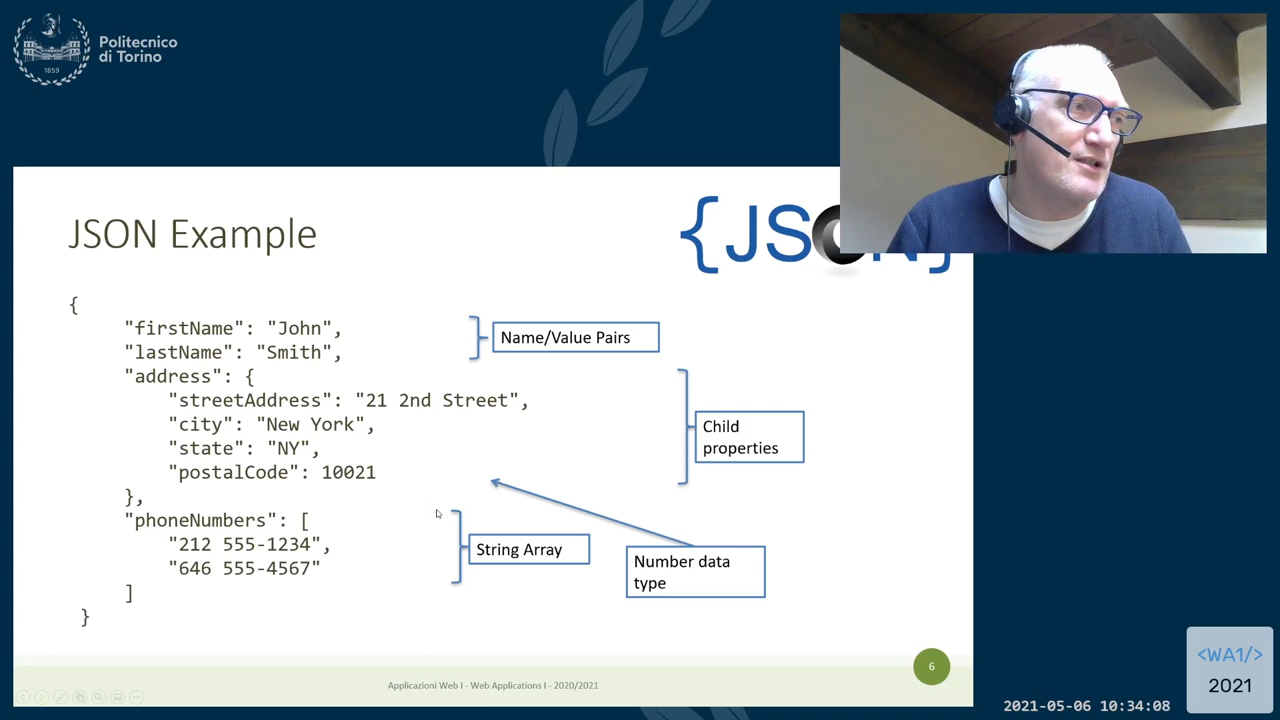 Politecnico
di Torino
1859
JSON Example
{JSON}
{
"firstName": "John",
"lastName": "Smith",
"address": {
"streetAddress": "21 2nd Street",
"city": "New York",
"state": "NY",
"postalCode": 10021
},
"phoneNumbers": [
"212 555-1234",
"646 555-4567"
]
}
Name/Value Pairs
Child
properties
String Array
Number data
type
6
Applicazioni Web I - Web Applications I - 2020/2021
<WA1/>
2021
2021-05-06 10:34:08